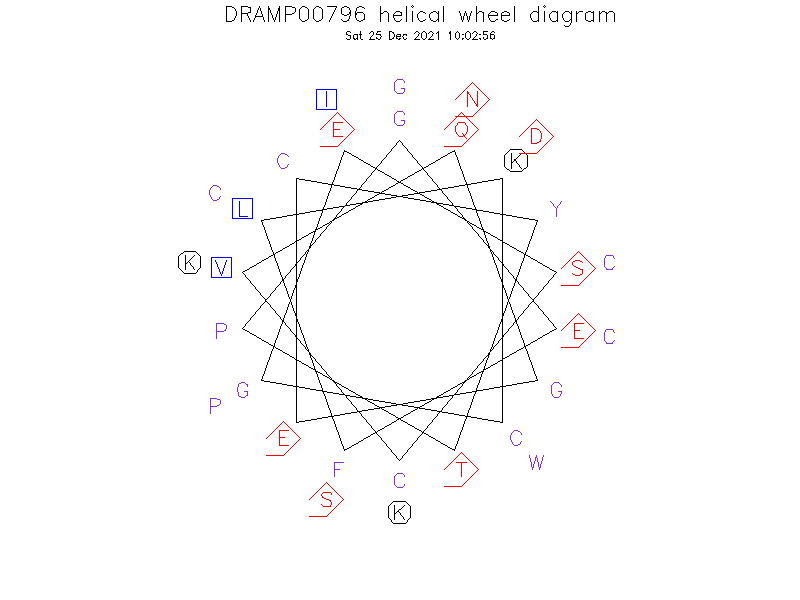 DRAMP00796 helical wheel diagram
Sat 25 Dec 2021 10:02:56
G
I N
G
E Q D
C K
C L Y
K V S C
P E C
P G G
E C W
F C T
S K